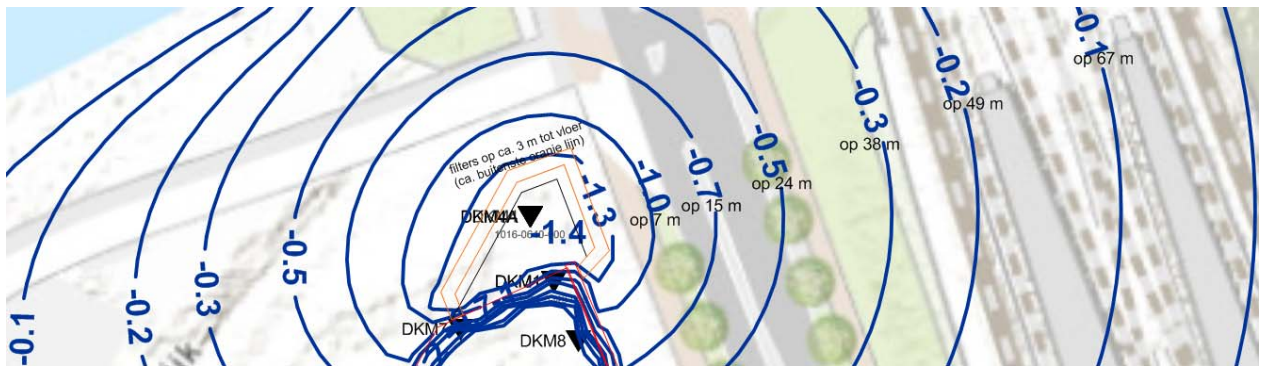 -0.1
op 67 m
-0.2
op 49 m
-0.3
op 38 m
-0.5
op 24 m
-0.7
op 15 m
-1.0
op 7 m
filters op ca. 3 m tot vloer
(ca. buitenste oranje lijn)
-1.3
-1.4
DKM7
DKM8
-0.5
-0.3
-0.2
-0.1